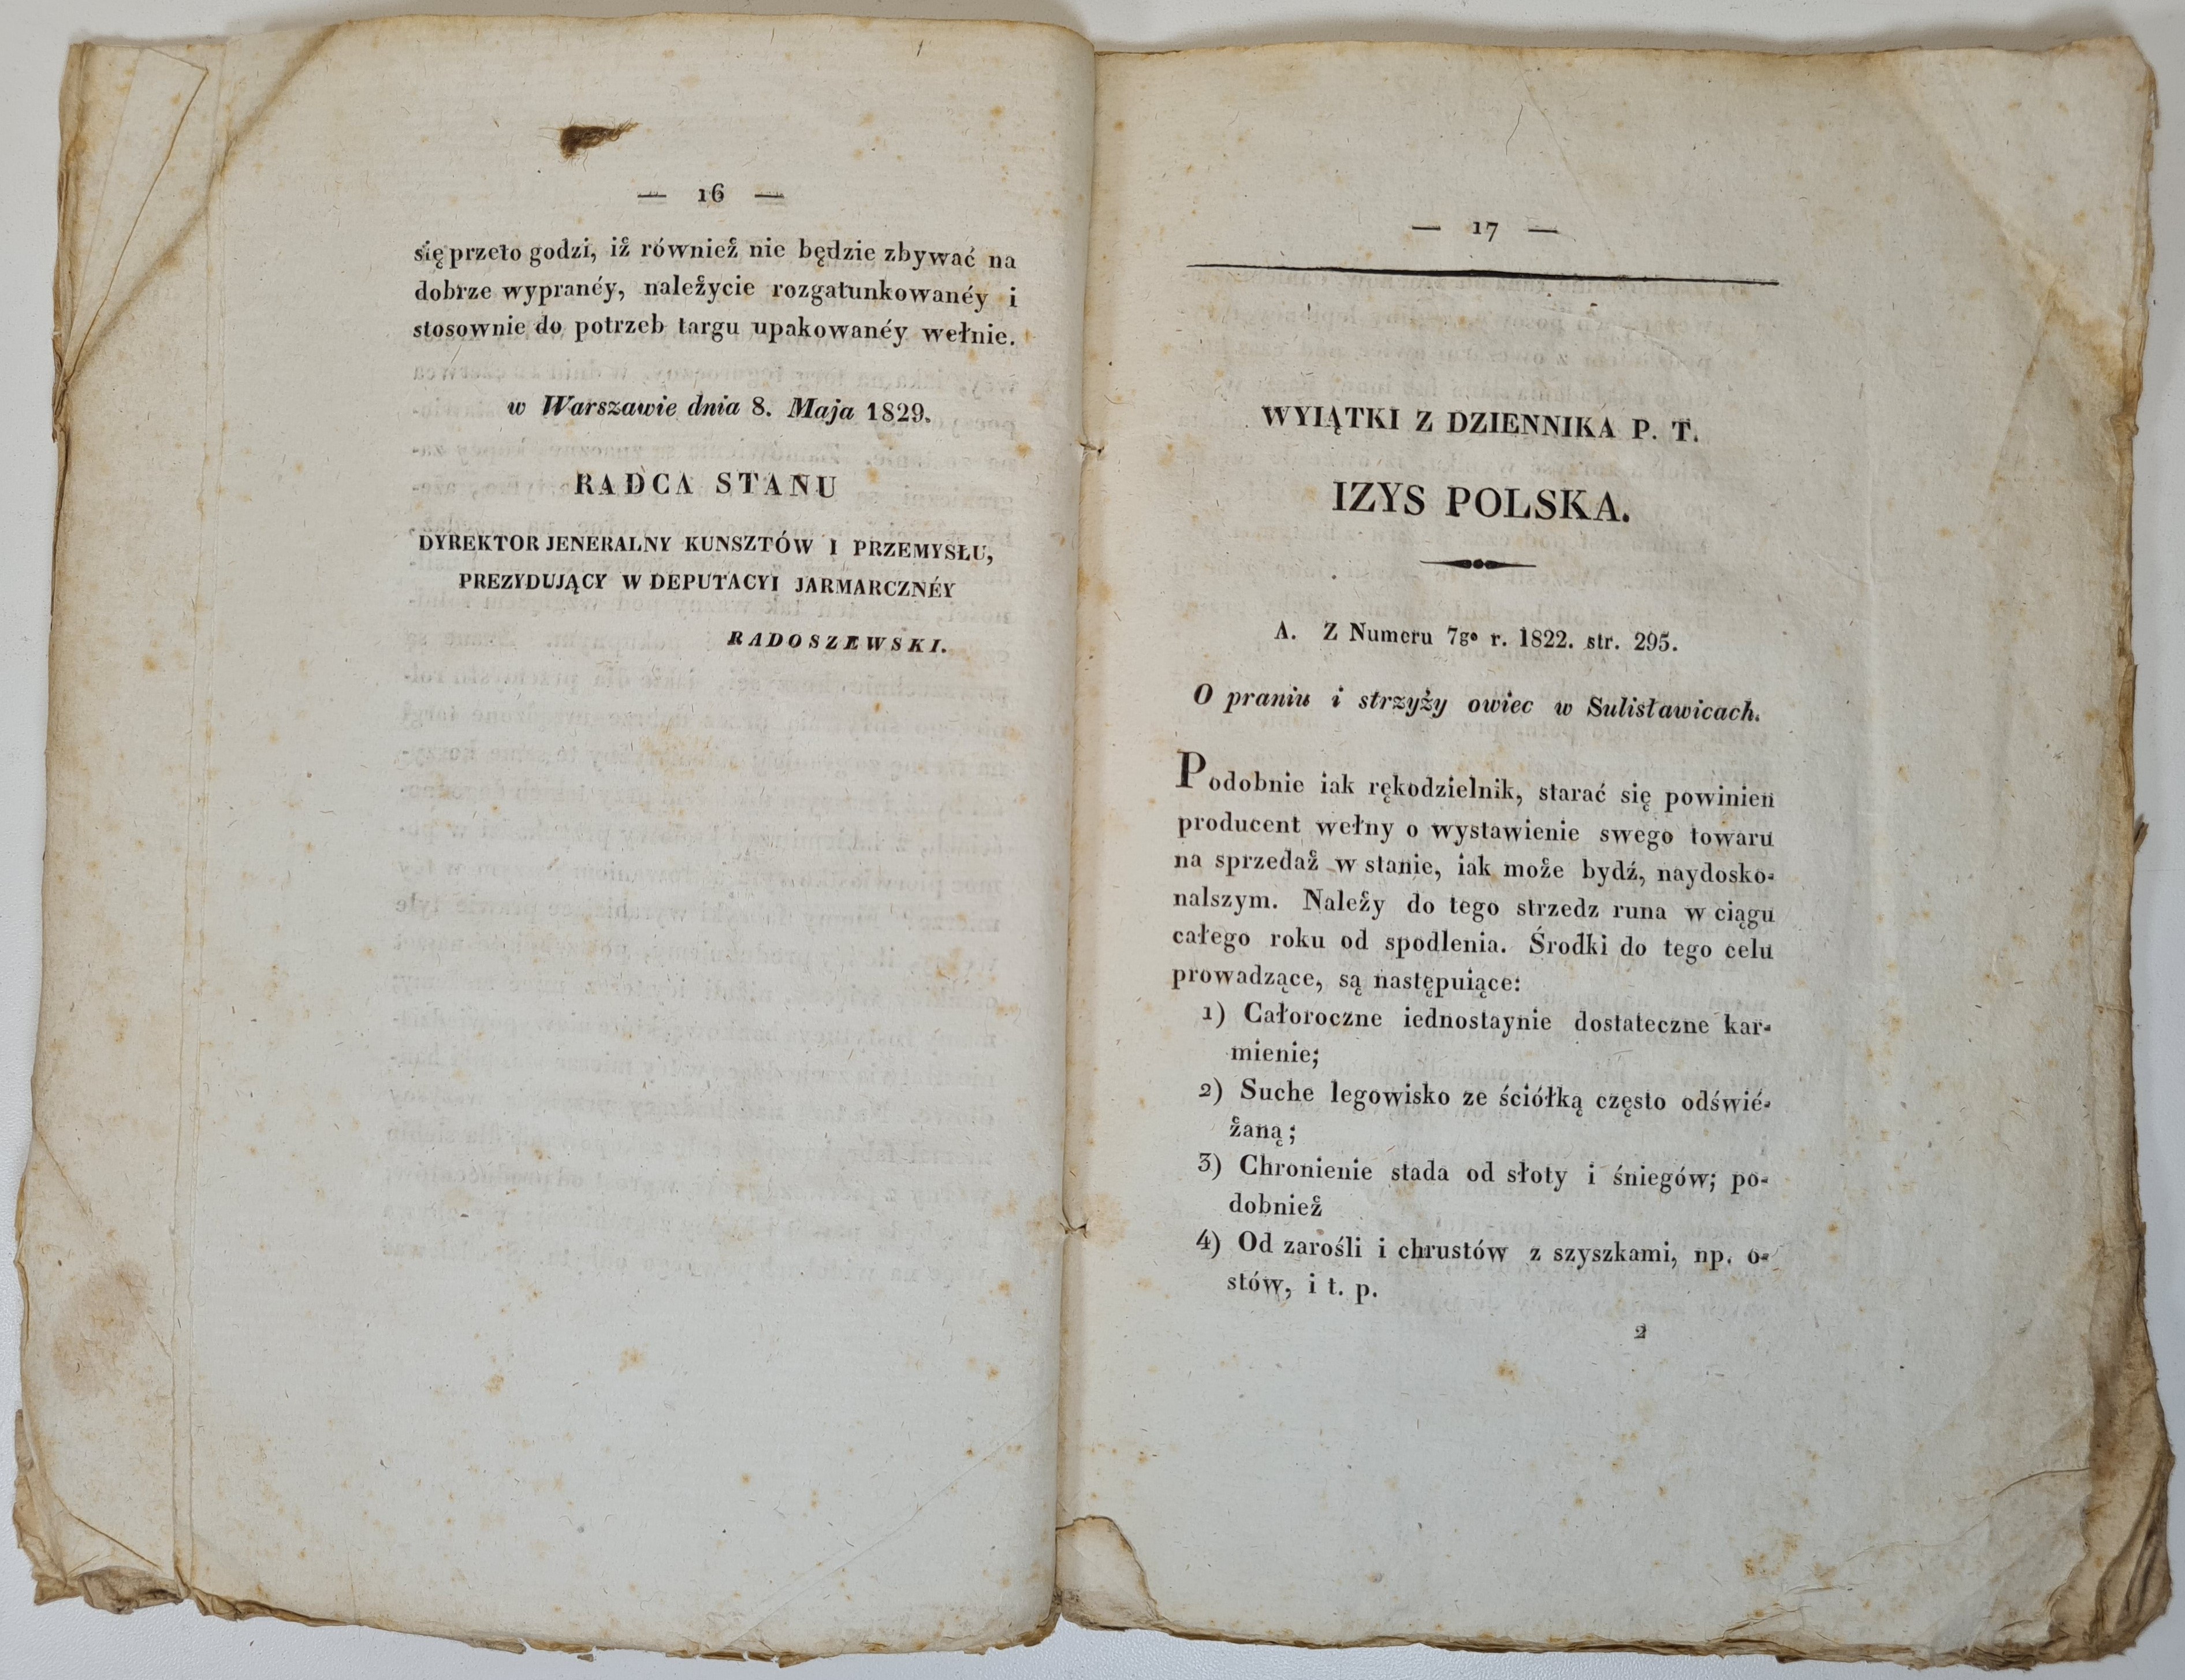 — 16 —
się przeto godzi, iż również nie będzie zbywać na
dobrze wypranéy, należycie rozgatunkowanéy i
stosownie do potrzeb targu upakowanéy wełnie.
w Warszawie dnia 8. Maja 1829.
RADCA STANU
DYREKTOR JENERALNY KUNSZTÓW I PRZEMYSŁU,
PREZYDUJĄCY W DEPUTACYI JARMARCZNÉY
RADOSZEWSKI.
— 17 —
WYIĄTKI Z DZIENNIKA P. T.
IZYS POLSKA.
A. Z Numeru 7go r. 1822. str. 295.
O praniu i strzyży owiec w Sulisławicach.
Podobnie iak rękodzielnik, starać się powinien
producent wełny o wystawienie swego towaru
na sprzedaż w stanie, iak może bydź, naydosko-
nalszym. Należy do tego strzedz runa w ciągu
całego roku od spodlenia. Środki do tego celu
prowadzące, są następuiące:
1) Całoroczne iednostaynie dostateczne kar-
mienie;
2) Suche legowisko ze ściółką często odświé-
żaną;
3) Chronienie stada od słoty i śniegów; po-
dobnież
4) Od zarośli i chrustów z szyszkami, np. o-
stów, i t. p.
2